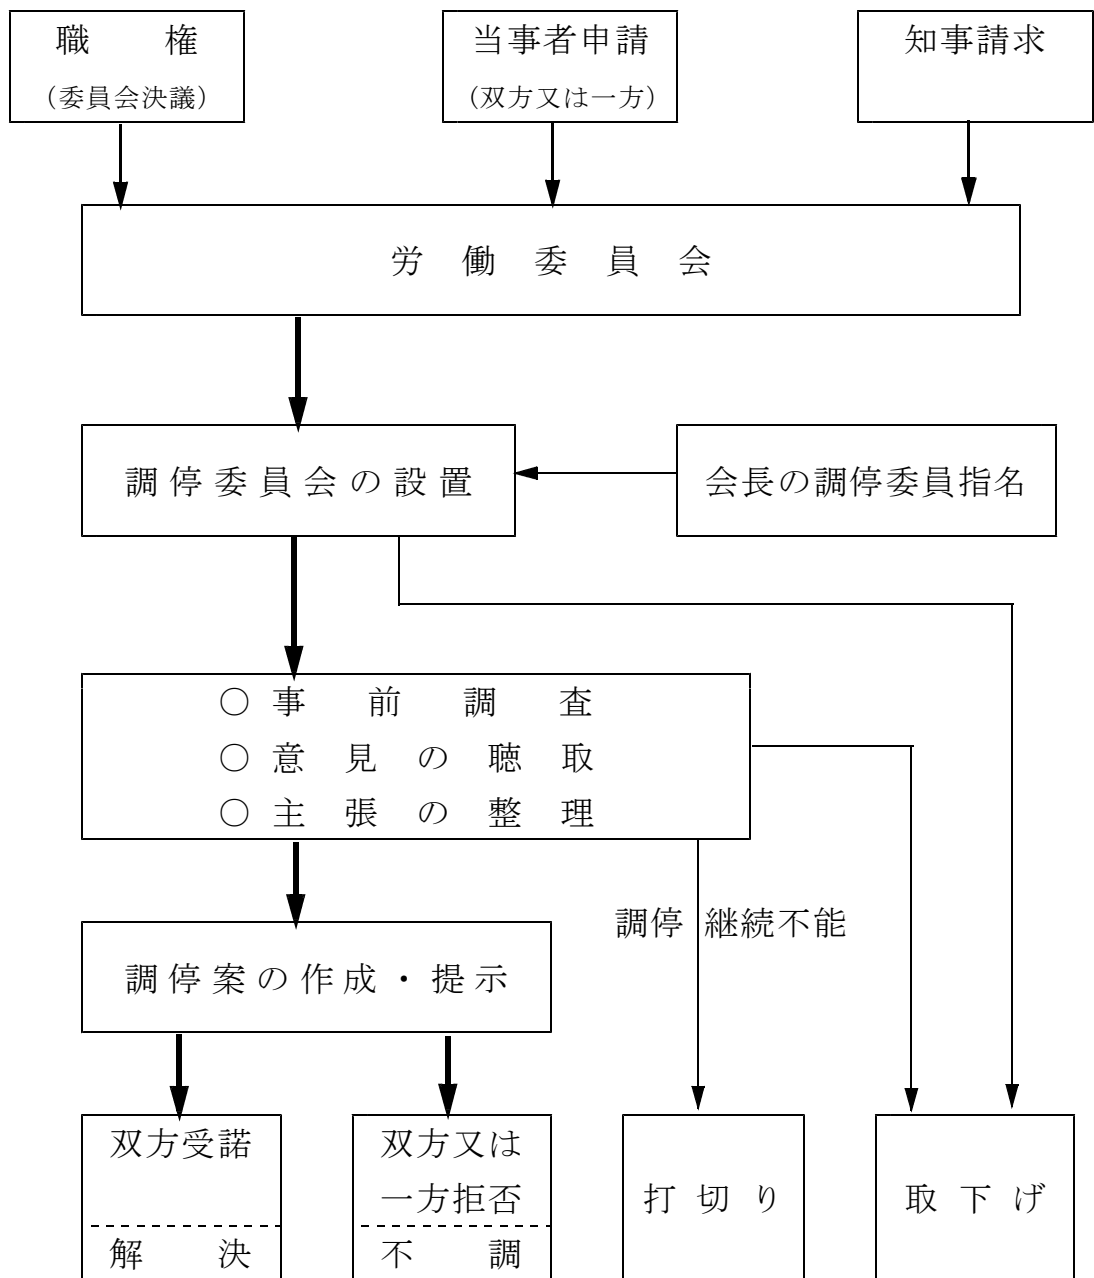 職　　権
（委員会決議）
当事者申請
（双方又は一方）
知事請求
労　働　委　員　会
調停委員会の設置
会長の調停委員指名
○ 事　前　調　査
○ 意　見　の　聴　取
○ 主　張　の　整　理
調停 継続不能
調停案の作成・提示
双方受諾
解　　決
双方又は
一方拒否
不　　調
打 切 り
取 下 げ